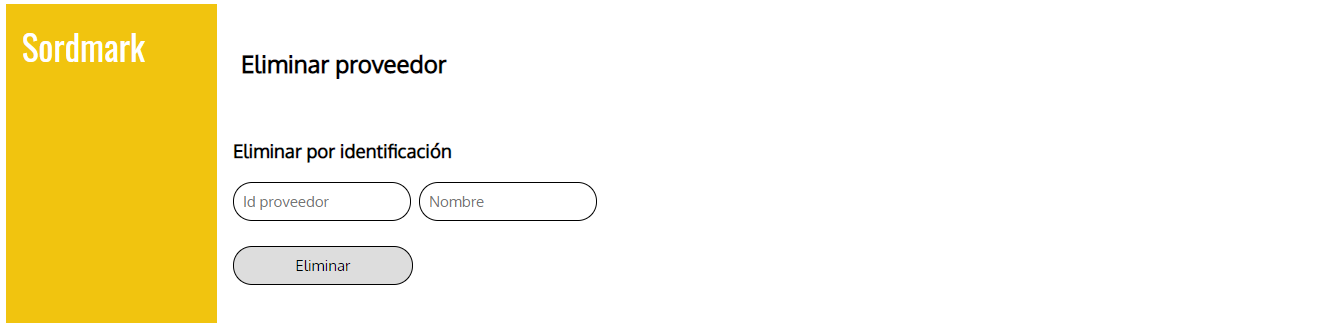 Sordmark
Eliminar proveedor
Eliminar por identificación
Id proveedor Nombre
Eliminar